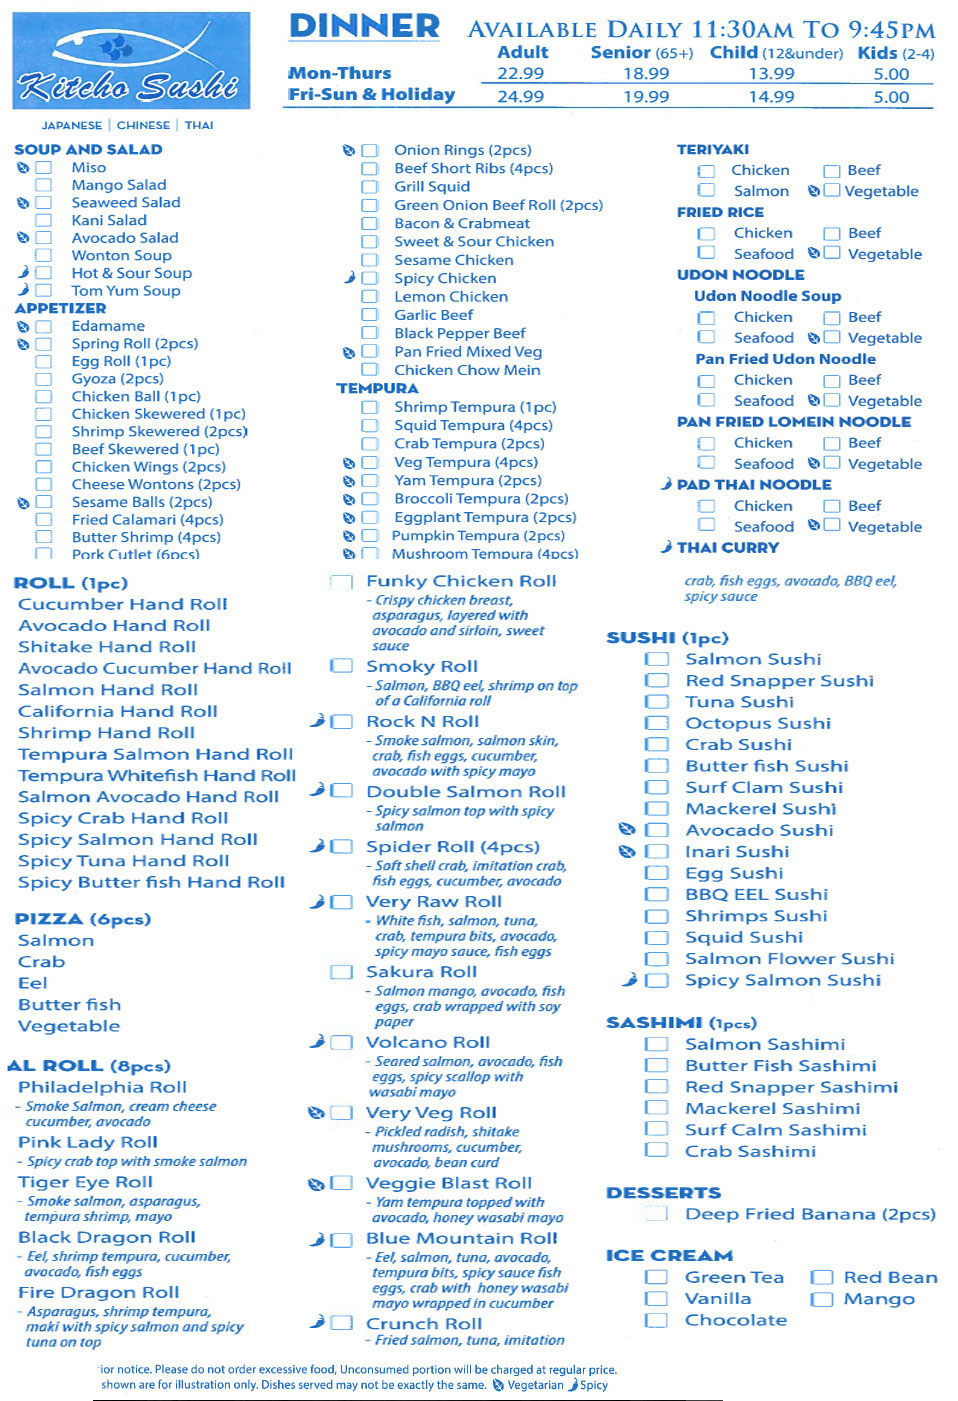 Kitcho Sushi
JAPANESE | CHINESE | THAI
DINNER AVAILABLE DAILY 11:30AM TO 9:45PM
Adult Senior (65+) Child (12&under) Kids (2-4)
Mon-Thurs 22.99 18.99 13.99 5.00
Fri-Sun & Holiday 24.99 19.99 14.99 5.00
SOUP AND SALAD
Miso
Mango Salad
Seaweed Salad
Kani Salad
Avocado Salad
Wonton Soup
Hot & Sour Soup
Tom Yum Soup
APPETIZER
Edamame
Spring Roll (2pcs)
Egg Roll (1pc)
Gyoza (2pcs)
Chicken Ball (1pc)
Chicken Skewered (1pc)
Shrimp Skewered (2pcs)
Beef Skewered (1pc)
Chicken Wings (2pcs)
Cheese Wontons (2pcs)
Sesame Balls (2pcs)
Fried Calamari (4pcs)
Butter Shrimp (4pcs)
Pork Cutlet (6pcs)
Onion Rings (2pcs)
Beef Short Ribs (4pcs)
Grill Squid
Green Onion Beef Roll (2pcs)
Bacon & Crabmeat
Sweet & Sour Chicken
Sesame Chicken
Spicy Chicken
Lemon Chicken
Garlic Beef
Black Pepper Beef
Pan Fried Mixed Veg
Chicken Chow Mein
TEMPURA
Shrimp Tempura (1pc)
Squid Tempura (4pcs)
Crab Tempura (2pcs)
Veg Tempura (4pcs)
Yam Tempura (2pcs)
Broccoli Tempura (2pcs)
Eggplant Tempura (2pcs)
Pumpkin Tempura (2pcs)
Mushroom Tempura (4pcs)
TERIYAKI
Chicken Beef
Salmon Vegetable
FRIED RICE
Chicken Beef
Seafood Vegetable
UDON NOODLE
Udon Noodle Soup
Chicken Beef
Seafood Vegetable
Pan Fried Udon Noodle
Chicken Beef
Seafood Vegetable
PAN FRIED LOMEIN NOODLE
Chicken Beef
Seafood Vegetable
PAD THAI NOODLE
Chicken Beef
Seafood Vegetable
THAI CURRY
ROLL (1pc)
Cucumber Hand Roll
Avocado Hand Roll
Shitake Hand Roll
Avocado Cucumber Hand Roll
Salmon Hand Roll
California Hand Roll
Shrimp Hand Roll
Tempura Salmon Hand Roll
Tempura Whitefish Hand Roll
Salmon Avocado Hand Roll
Spicy Crab Hand Roll
Spicy Salmon Hand Roll
Spicy Tuna Hand Roll
Spicy Butter fish Hand Roll
PIZZA (6pcs)
Salmon
Crab
Eel
Butter fish
Vegetable
AL ROLL (8pcs)
Philadelphia Roll
- Smoke Salmon, cream cheese
cucumber, avocado
Pink Lady Roll
- Spicy crab top with smoke salmon
Tiger Eye Roll
- Smoke salmon, asparagus,
tempura shrimp, mayo
Black Dragon Roll
- Eel, shrimp tempura, cucumber,
avocado, fish eggs
Fire Dragon Roll
- Asparagus, shrimp tempura,
maki with spicy salmon and spicy
tuna on top
Funky Chicken Roll
- Crispy chicken breast,
asparagus, layered with
avocado and sirloin, sweet
sauce
Smoky Roll
- Salmon, BBQ eel, shrimp on top
of a California roll
Rock N Roll
- Smoke salmon, salmon skin,
crab, fish eggs, cucumber,
avocado with spicy mayo
Double Salmon Roll
- Spicy salmon top with spicy
salmon
Spider Roll (4pcs)
- Soft shell crab, imitation crab,
fish eggs, cucumber, avocado
Very Raw Roll
- White fish, salmon, tuna,
crab, tempura bits, avocado,
spicy mayo sauce, fish eggs
Sakura Roll
- Salmon mango, avocado, fish
eggs, crab wrapped with soy
paper
Volcano Roll
- Seared salmon, avocado, fish
eggs, spicy scallop with
wasabi mayo
Very Veg Roll
- Pickled radish, shitake
mushrooms, cucumber,
avocado, bean curd
Veggie Blast Roll
- Yam tempura topped with
avocado, honey wasabi mayo
Blue Mountain Roll
- Eel, salmon, tuna, avocado,
tempura bits, spicy sauce fish
eggs, crab with honey wasabi
mayo wrapped in cucumber
Crunch Roll
- Fried salmon, tuna, imitation
crab, fish eggs, avocado, BBQ eel,
spicy sauce
SUSHI (1pc)
Salmon Sushi
Red Snapper Sushi
Tuna Sushi
Octopus Sushi
Crab Sushi
Butter fish Sushi
Surf Clam Sushi
Mackerel Sushi
Avocado Sushi
Inari Sushi
Egg Sushi
BBQ EEL Sushi
Shrimps Sushi
Squid Sushi
Salmon Flower Sushi
Spicy Salmon Sushi
SASHIMI (1pcs)
Salmon Sashimi
Butter Fish Sashimi
Red Snapper Sashimi
Mackerel Sashimi
Surf Calm Sashimi
Crab Sashimi
DESSERTS
Deep Fried Banana (2pcs)
ICE CREAM
Green Tea Red Bean
Vanilla Mango
Chocolate
ior notice. Please do not order excessive food, Unconsumed portion will be charged at regular price.
shown are for illustration only. Dishes served may not be exactly the same. Vegetarian Spicy